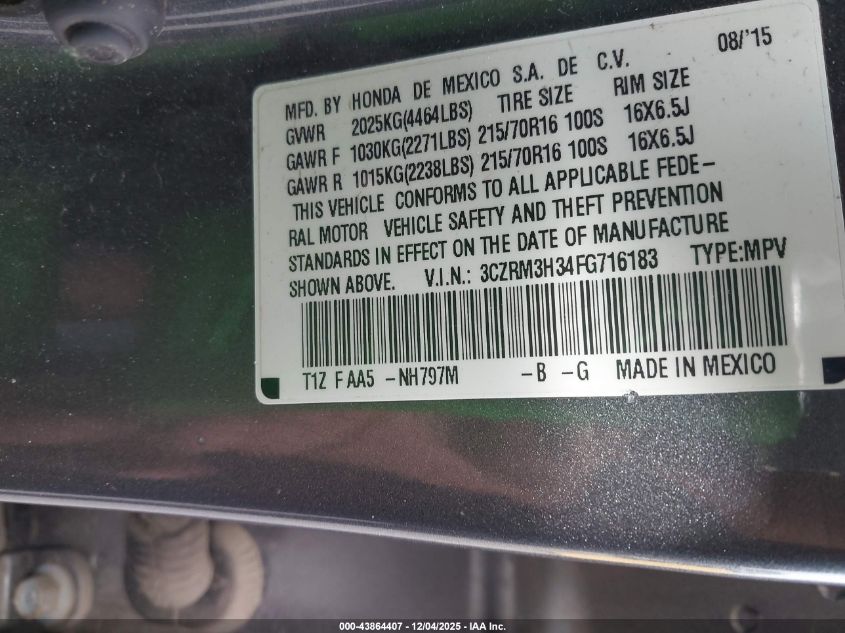 08/'15
MFD. BY HONDA DE MEXICO S.A. DE C.V.
GVWR 2025KG(4464LBS) TIRE SIZE RIM SIZE
GAWR F 1030KG(2271LBS) 215/70R16 100S 16X6.5J
GAWR R 1015KG(2238LBS) 215/70R16 100S 16X6.5J
THIS VEHICLE CONFORMS TO ALL APPLICABLE FEDE-
RAL MOTOR VEHICLE SAFETY AND THEFT PREVENTION
STANDARDS IN EFFECT ON THE DATE OF MANUFACTURE
SHOWN ABOVE. V.I.N.: 3CZRM3H34FG716183 TYPE:MPV
T1Z F AA5 -NH797M -B -G MADE IN MEXICO
000-43864407 - 12/04/2025 - IAA Inc.